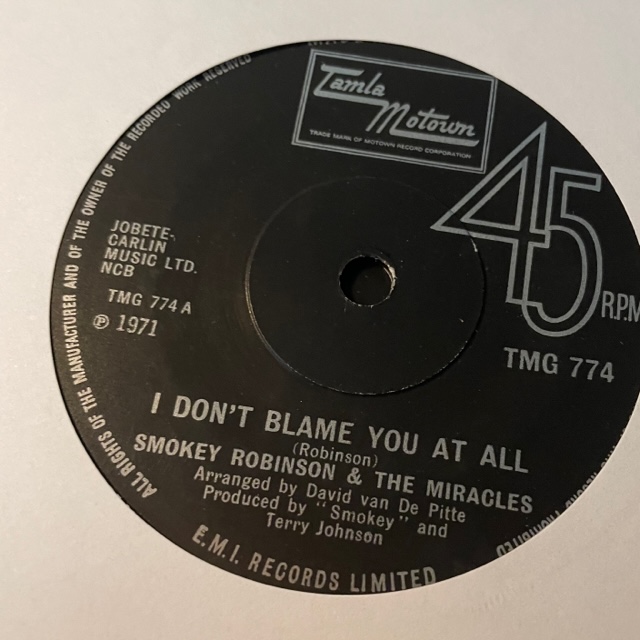 Tamla
Motown
TRADE MARK OF MOTOWN RECORD CORPORATION
45
R.P.M
JOBETE-
CARLIN
MUSIC LTD.
NCB
TMG 774 A
℗ 1971
TMG 774
I DON'T BLAME YOU AT ALL
(Robinson)
SMOKEY ROBINSON & THE MIRACLES
Arranged by David van De Pitte
Produced by "Smokey" and
Terry Johnson
E.M.I. RECORDS LIMITED
ALL RIGHTS OF THE MANUFACTURER AND OF THE OWNER OF THE RECORDED WORK RESERVED
PROHIBITED